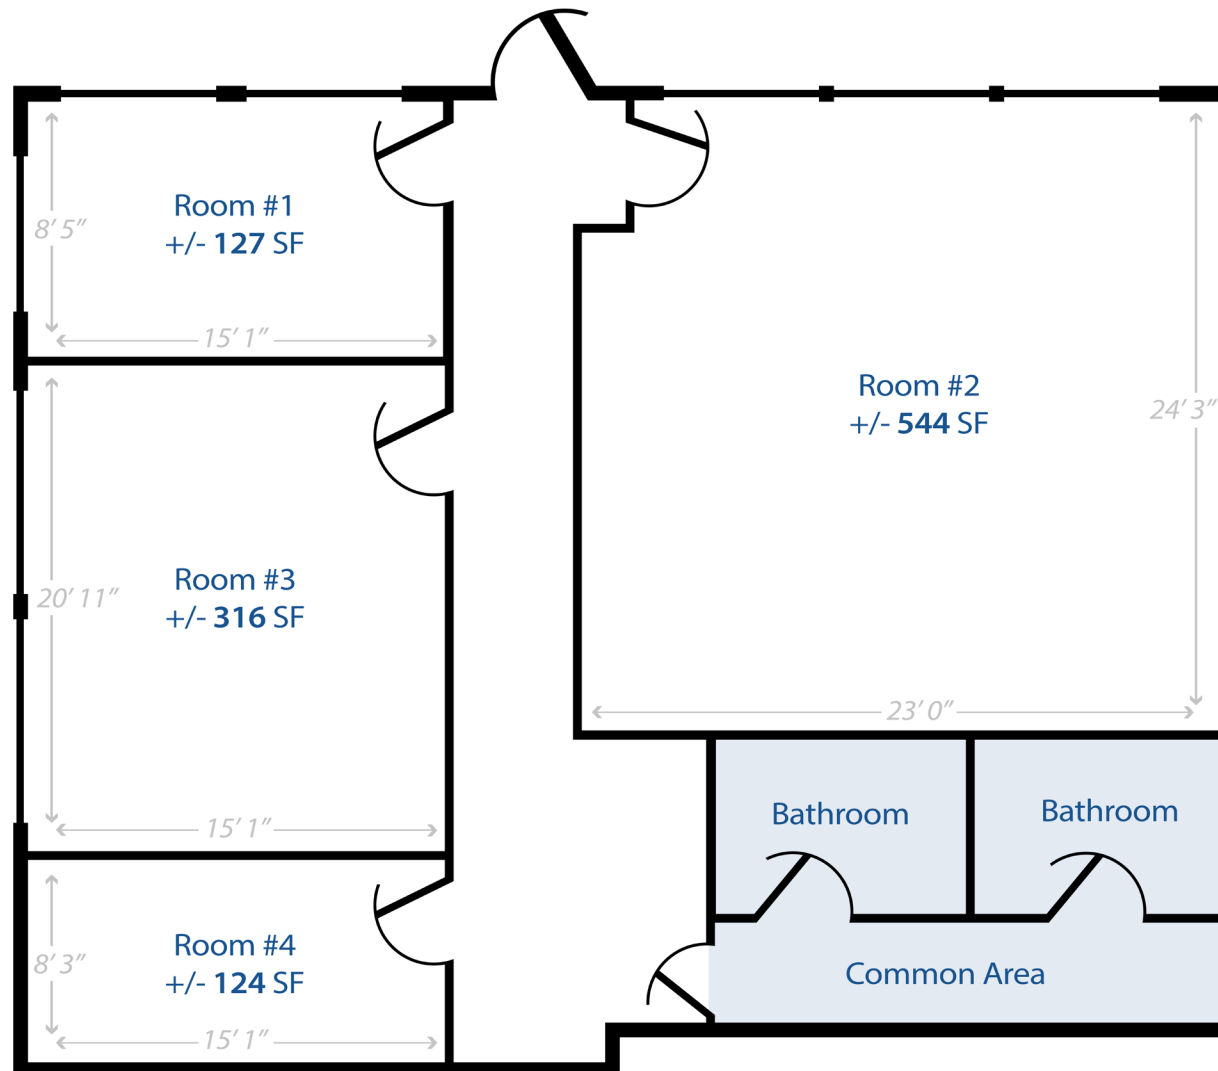 Room #1
+/- 127 SF
8' 5"
15' 1"
Room #2
+/- 544 SF
24' 3"
23' 0"
Room #3
+/- 316 SF
20' 11"
15' 1"
Bathroom
Bathroom
Room #4
+/- 124 SF
8' 3"
15' 1"
Common Area